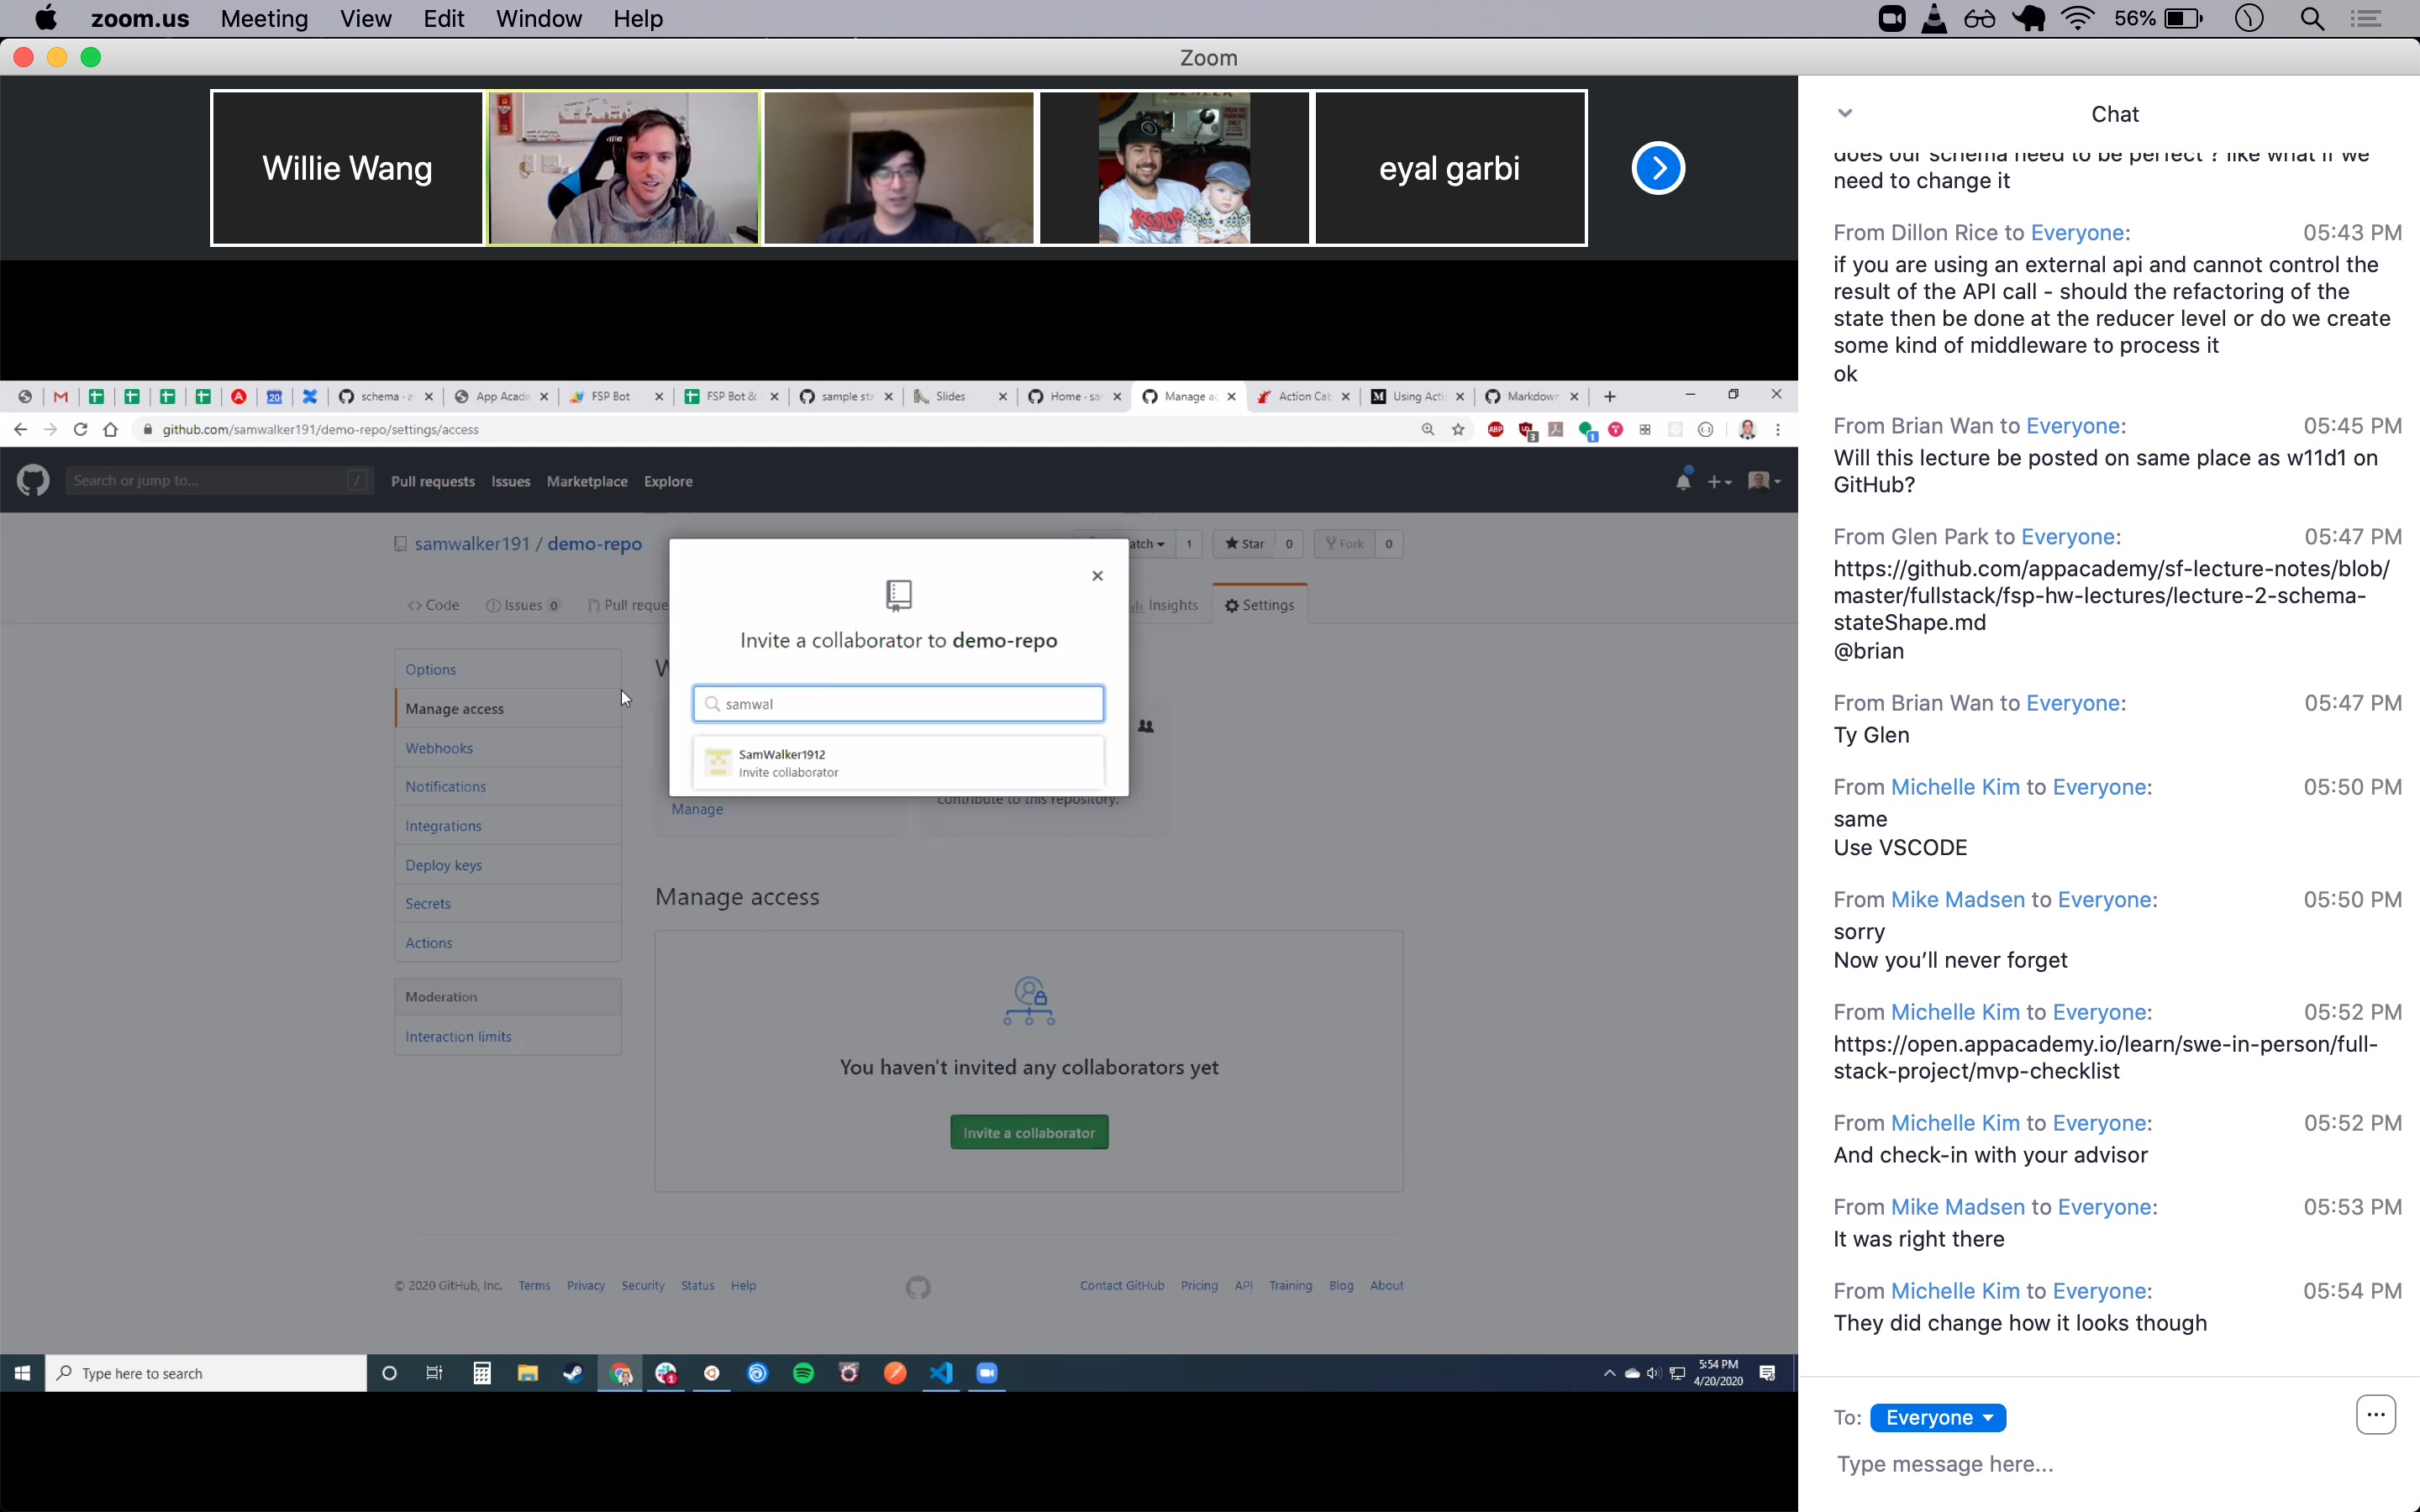 zoom.us Meeting View Edit Window Help
56%
Zoom
Willie Wang
eyal garbi
schema - a
App Acade
FSP Bot
FSP Bot &
sample sta
Slides
Home · sa
Manage ac
Action Cab
Using Acti
Markdown
github.com/samwalker191/demo-repo/settings/access
Search or jump to... /
Pull requests Issues Marketplace Explore
samwalker191 / demo-repo
atch 1 Star 0 Fork 0
Code Issues 0 Pull reque Insights Settings
Invite a collaborator to demo-repo
samwal
SamWalker1912
Invite collaborator
Options
Manage access
Webhooks
Notifications
Integrations
Deploy keys
Secrets
Actions
Moderation
Interaction limits
W
Manage
contribute to this repository.
Manage access
You haven't invited any collaborators yet
Invite a collaborator
© 2020 GitHub, Inc. Terms Privacy Security Status Help
Contact GitHub Pricing API Training Blog About
Type here to search
5:54 PM
4/20/2020
Chat
does our schema need to be perfect ? like what if we
need to change it
From Dillon Rice to Everyone: 05:43 PM
if you are using an external api and cannot control the
result of the API call - should the refactoring of the
state then be done at the reducer level or do we create
some kind of middleware to process it
ok
From Brian Wan to Everyone: 05:45 PM
Will this lecture be posted on same place as w11d1 on
GitHub?
From Glen Park to Everyone: 05:47 PM
https://github.com/appacademy/sf-lecture-notes/blob/
master/fullstack/fsp-hw-lectures/lecture-2-schema-
stateShape.md
@brian
From Brian Wan to Everyone: 05:47 PM
Ty Glen
From Michelle Kim to Everyone: 05:50 PM
same
Use VSCODE
From Mike Madsen to Everyone: 05:50 PM
sorry
Now you’ll never forget
From Michelle Kim to Everyone: 05:52 PM
https://open.appacademy.io/learn/swe-in-person/full-
stack-project/mvp-checklist
From Michelle Kim to Everyone: 05:52 PM
And check-in with your advisor
From Mike Madsen to Everyone: 05:53 PM
It was right there
From Michelle Kim to Everyone: 05:54 PM
They did change how it looks though
To: Everyone
Type message here...